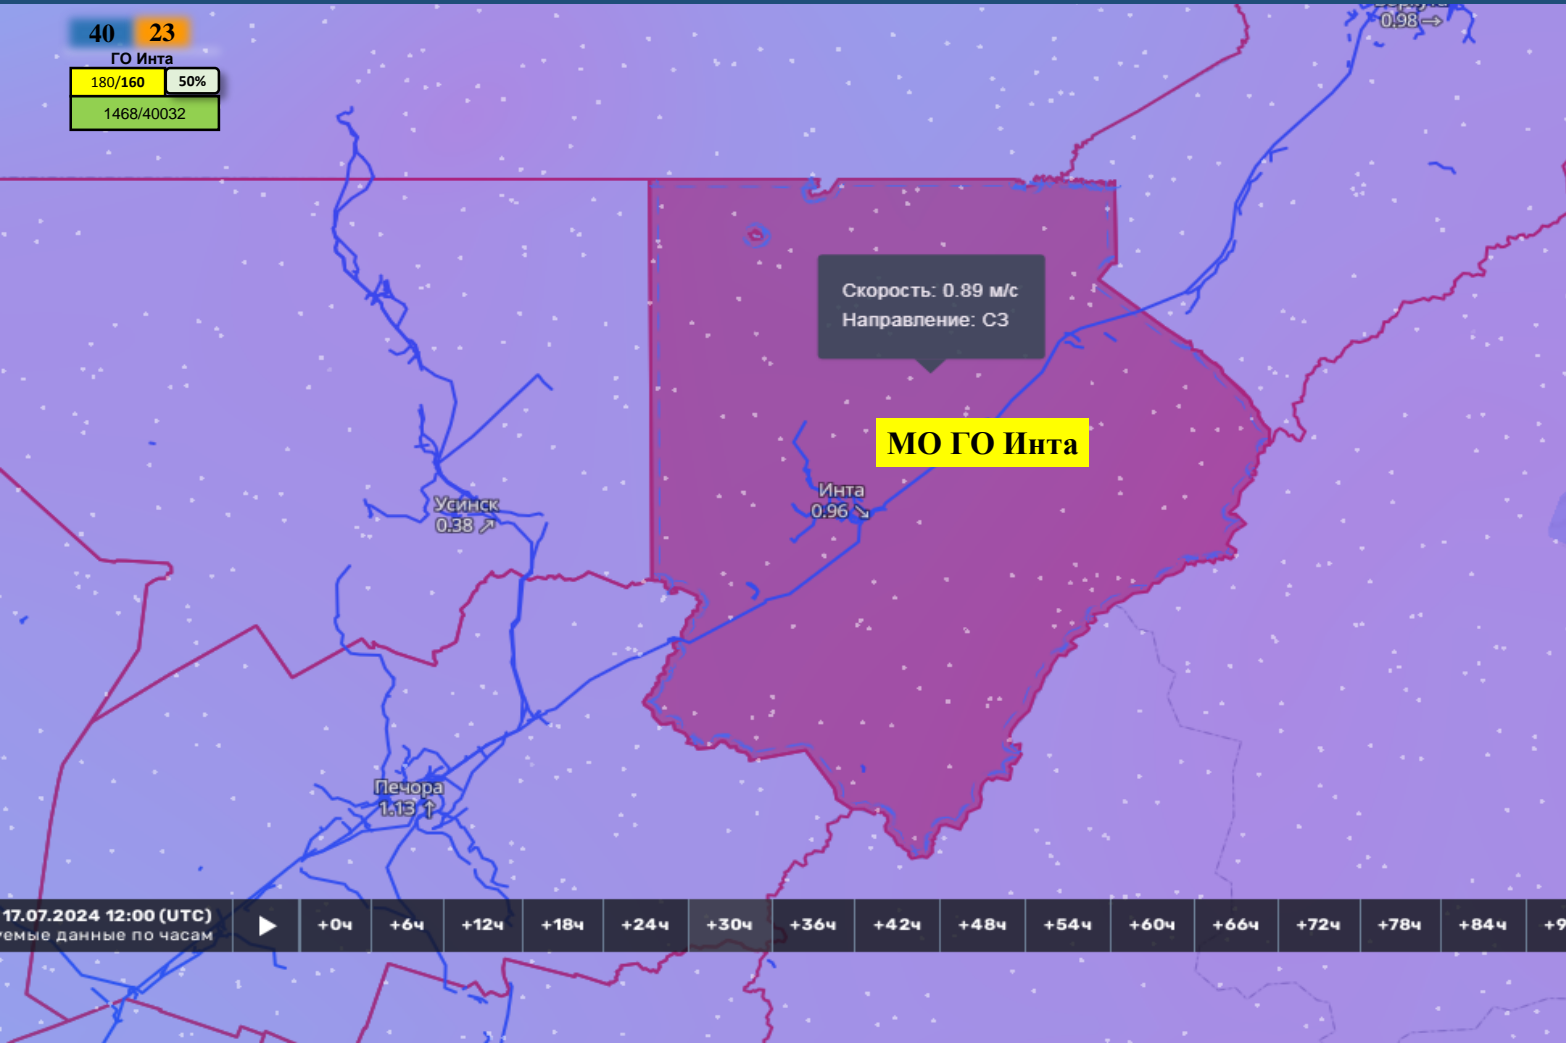 40 23
ГО Инта
180/160 50%
1468/40032
0.98 →
Скорость: 0.89 м/с
Направление: СЗ
МО ГО Инта
Инта
0.96 ↘
Усинск
0.38 ↗
Печора
1.13 ↑
17.07.2024 12:00 (UTC)
данные по часам
+0ч +6ч +12ч +18ч +24ч +30ч +36ч +42ч +48ч +54ч +60ч +66ч +72ч +78ч +84ч +9